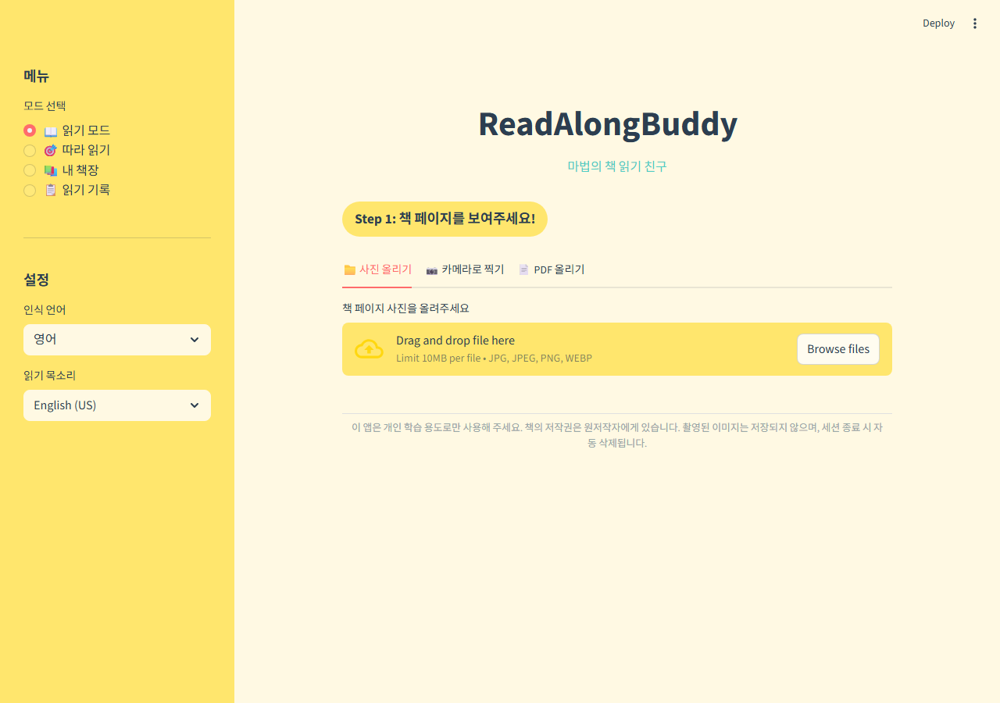 Deploy
메뉴
모드 선택
📖 읽기 모드
🎯 따라 읽기
📚 내 책장
📋 읽기 기록
설정
인식 언어
영어
읽기 목소리
English (US)
ReadAlongBuddy
마법의 책 읽기 친구
Step 1: 책 페이지를 보여주세요!
📁 사진 올리기 📷 카메라로 찍기 📄 PDF 올리기
책 페이지 사진을 올려주세요
Drag and drop file here
Limit 10MB per file • JPG, JPEG, PNG, WEBP
Browse files
이 앱은 개인 학습 용도로만 사용해 주세요. 책의 저작권은 원저작자에게 있습니다. 촬영된 이미지는 저장되지 않으며, 세션 종료 시 자
동 삭제됩니다.